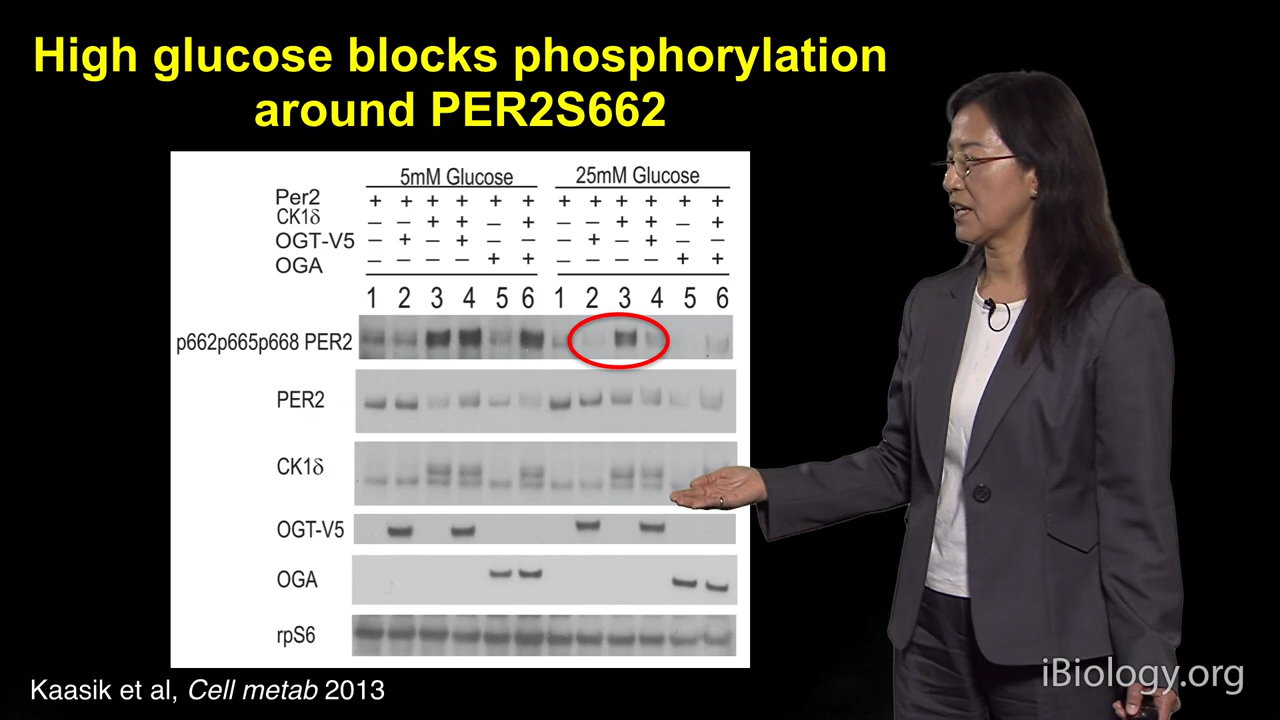 High glucose blocks phosphorylation
around PER2S662
5mM Glucose 25mM Glucose
Per2 + + + + + + + + + + + +
CK1δ – – + + – + – – + + – +
OGT-V5 – + – + – – – + – + – –
OGA – – – – + + – – – – + +
1 2 3 4 5 6 1 2 3 4 5 6
p662p665p668 PER2
PER2
CK1δ
OGT-V5
OGA
rpS6
Kaasik et al, Cell metab 2013
iBiology.org